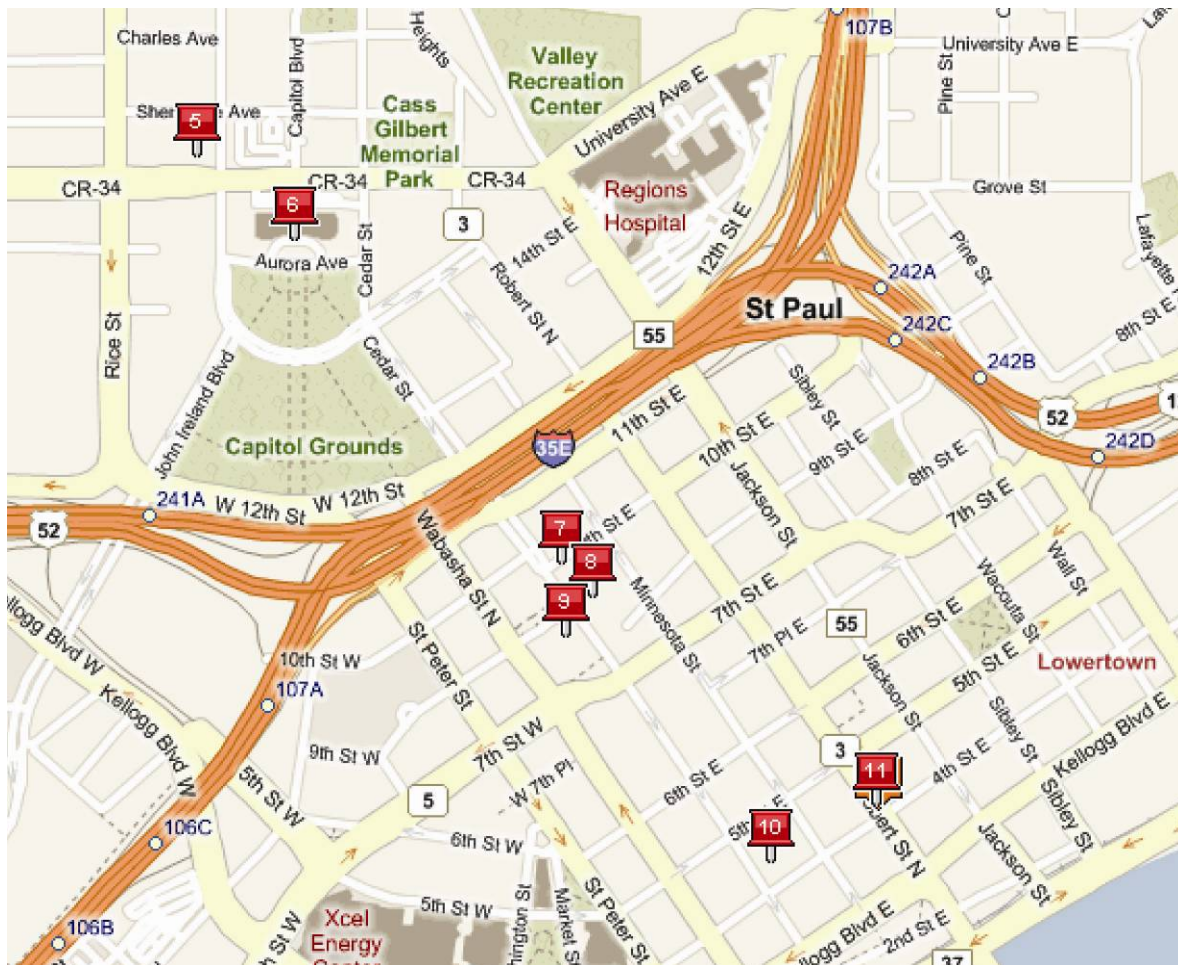 107B
Charles Ave
Capitol Blvd
Heights
Valley
Recreation
Center
University Ave E
University Ave E
Pine St
5
Ave
Cass
Gilbert
Memorial
Park
CR-34
CR-34
CR-34
Regions
Hospital
Grove St
6
3
14th St E
12th St E
Pine St
Aurora Ave
Cedar St
Robert St N
242A
St Paul
242C
8th St E
55
242B
Rice St
John Ireland Blvd
Cedar St
Sibley St
52
11th St E
10th St E
242D
Capitol Grounds
35E
9th St E
8th St E
Jackson St
241A
W 12th St
W 12th St
52
Wabasha St N
7
8
9
7th St E
Wall St
Wacouta St
Minnesota St
7th St E
7th Pl E
55
6th St E
5th St E
Lowertown
Kellogg Blvd W
10th St W
St Peter St
107A
Jackson St
Sibley St
Kellogg Blvd E
9th St W
7th St W
W 7th Pl
6th St E
3
11
4th St E
5th St W
5
10
106C
6th St W
St N
Sibley St
Jackson St
5th St W
St Peter St
Market St
Xcel
Energy
Center
106B
Kellogg Blvd E
2nd St E
37